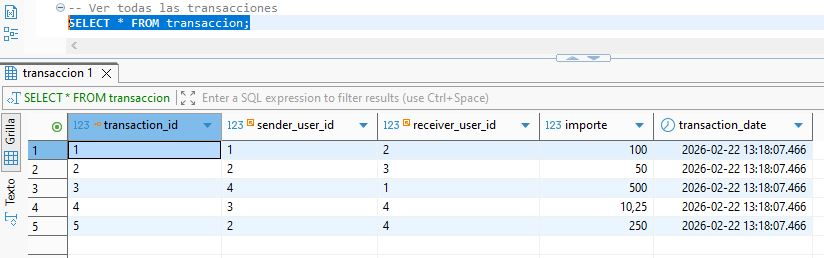 -- Ver todas las transacciones
SELECT * FROM transaccion;
transaccion 1
SELECT * FROM transaccion Enter a SQL expression to filter results (use Ctrl+Space)
Grilla
Texto
123 transaction_id 123 sender_user_id 123 receiver_user_id 123 importe transaction_date
1 1 1 2 100 2026-02-22 13:18:07.466
2 2 2 3 50 2026-02-22 13:18:07.466
3 3 4 1 500 2026-02-22 13:18:07.466
4 4 3 4 10,25 2026-02-22 13:18:07.466
5 5 2 4 250 2026-02-22 13:18:07.466